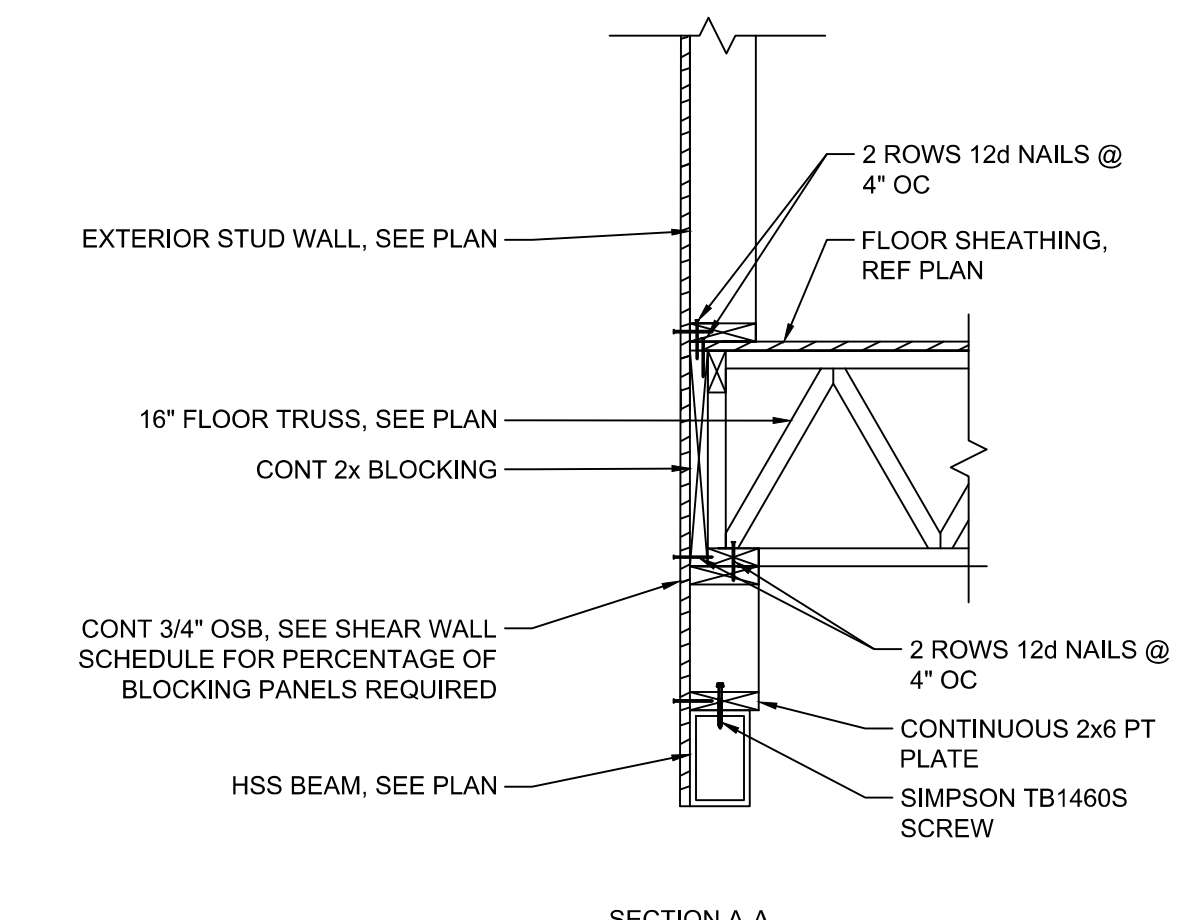 2 ROWS 12d NAILS @
4" OC
EXTERIOR STUD WALL, SEE PLAN
FLOOR SHEATHING,
REF PLAN
16" FLOOR TRUSS, SEE PLAN
CONT 2x BLOCKING
CONT 3/4" OSB, SEE SHEAR WALL
SCHEDULE FOR PERCENTAGE OF
BLOCKING PANELS REQUIRED
2 ROWS 12d NAILS @
4" OC
CONTINUOUS 2x6 PT
PLATE
HSS BEAM, SEE PLAN
SIMPSON TB1460S
SCREW
SECTION A-A